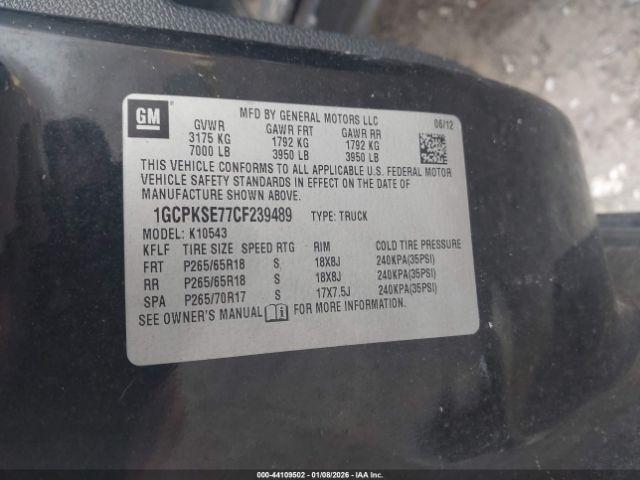 GM
MFD BY GENERAL MOTORS LLC
06/12
GVWR GAWR FRT GAWR RR
3175 KG 1792 KG 1792 KG
7000 LB 3950 LB 3950 LB
THIS VEHICLE CONFORMS TO ALL APPLICABLE U.S. FEDERAL MOTOR
VEHICLE SAFETY STANDARDS IN EFFECT ON THE DATE OF
MANUFACTURE SHOWN ABOVE.
1GCPKSE77CF239489 TYPE: TRUCK
MODEL: K10543
KFLF TIRE SIZE SPEED RTG RIM COLD TIRE PRESSURE
FRT P265/65R18 S 18X8J 240KPA(35PSI)
RR P265/65R18 S 18X8J 240KPA(35PSI)
SPA P265/70R17 S 17X7.5J 240KPA(35PSI)
SEE OWNER'S MANUAL FOR MORE INFORMATION.
000-44109502 | 01/08/2026 - IAAI, Inc.